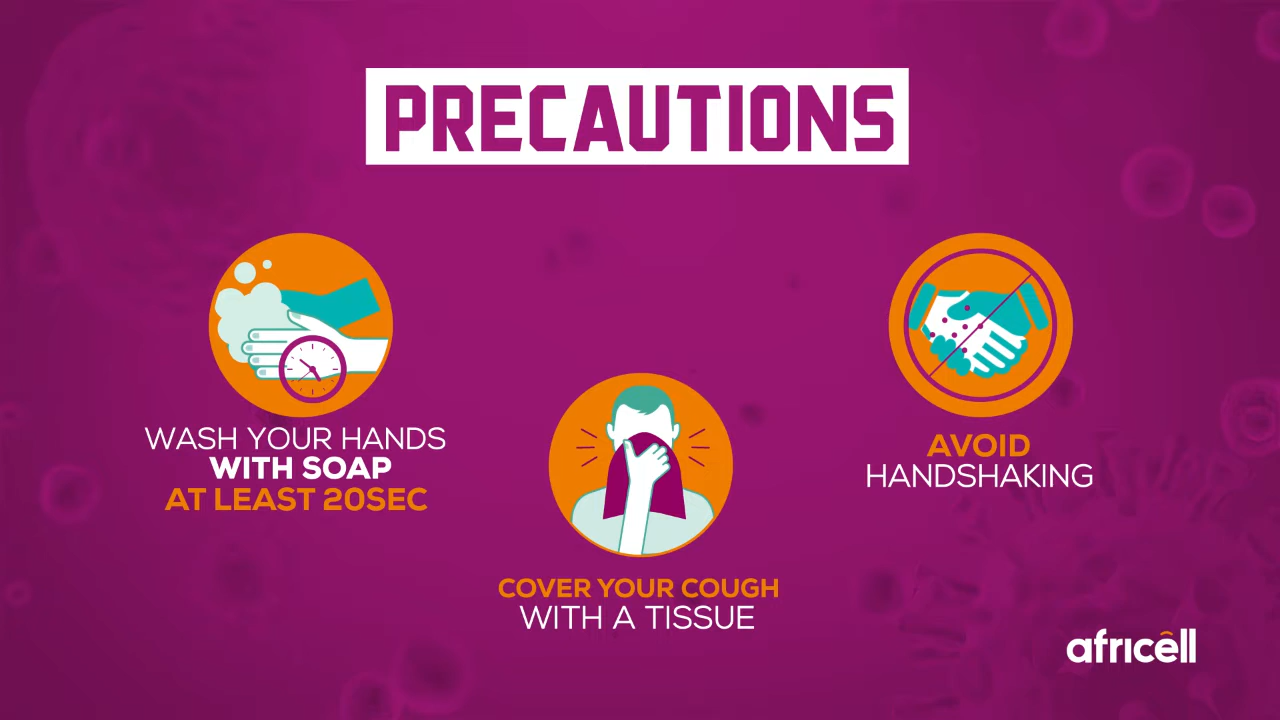 PRECAUTIONS
WASH YOUR HANDS
WITH SOAP
AT LEAST 20SEC
COVER YOUR COUGH
WITH A TISSUE
AVOID
HANDSHAKING
africell